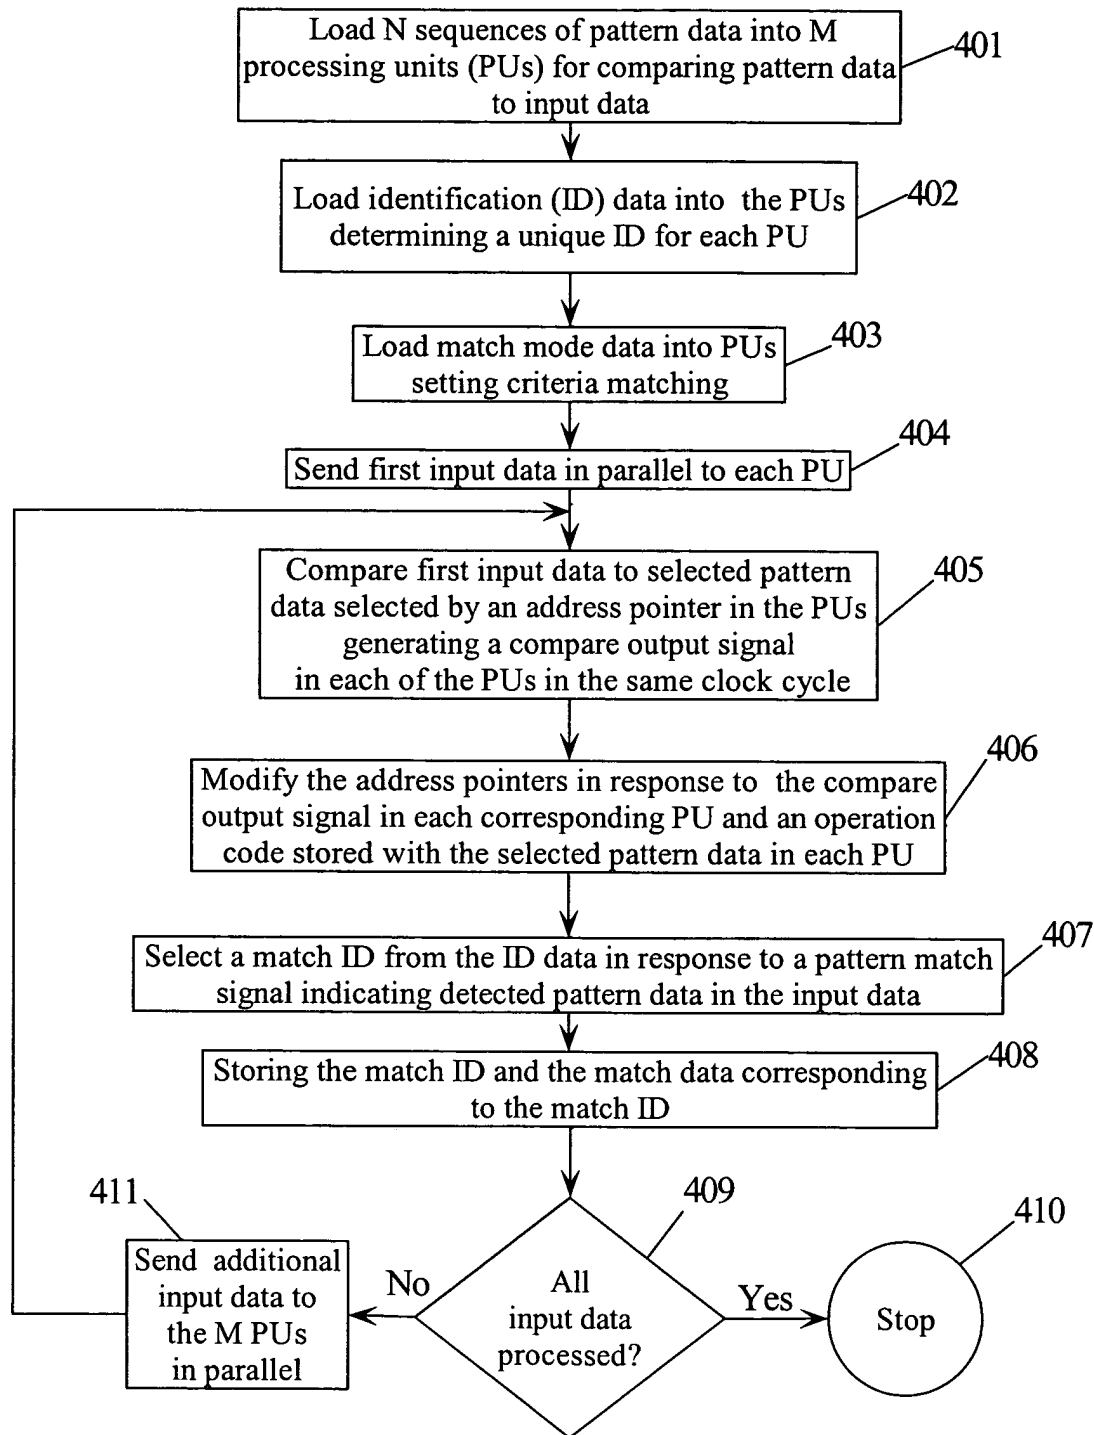 Load N sequences of pattern data into M
processing units (PUs) for comparing pattern data
to input data
401
Load identification (ID) data into the PUs
determining a unique ID for each PU
402
Load match mode data into PUs
setting criteria matching
403
Send first input data in parallel to each PU
404
Compare first input data to selected pattern
data selected by an address pointer in the PUs
generating a compare output signal
in each of the PUs in the same clock cycle
405
Modify the address pointers in response to the compare
output signal in each corresponding PU and an operation
code stored with the selected pattern data in each PU
406
Select a match ID from the ID data in response to a pattern match
signal indicating detected pattern data in the input data
407
Storing the match ID and the match data corresponding
to the match ID
408
409
All
input data
processed?
Yes
410
Stop
No
411
Send additional
input data to
the M PUs
in parallel